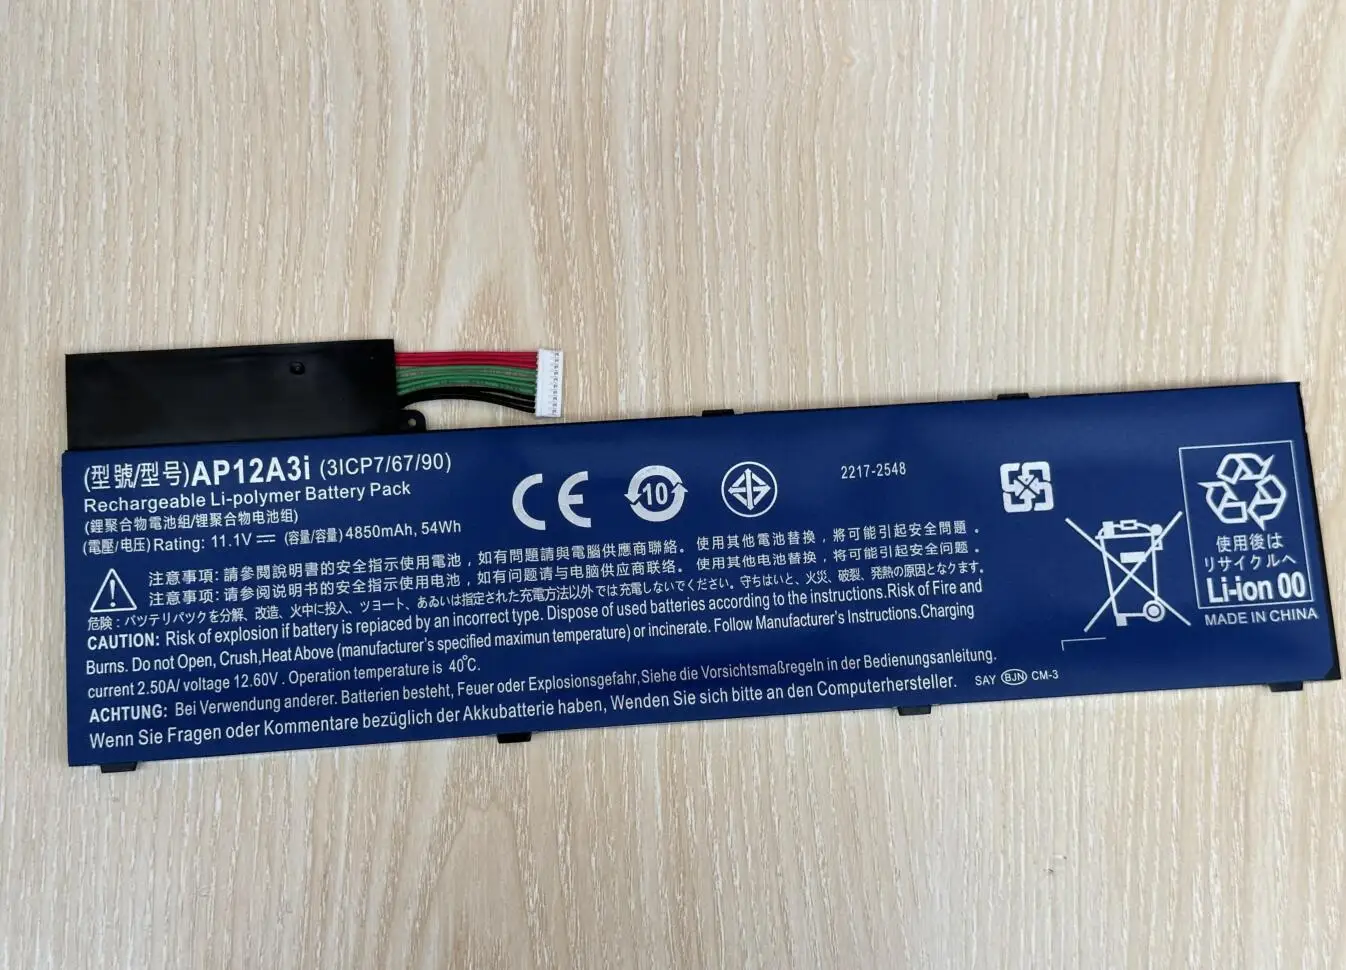 (型號/型号)AP12A3i (3ICP7/67/90)
Rechargeable Li-polymer Battery Pack
(鋰聚合物電池組/锂聚合物电池组)
(電壓/电压) Rating: 11.1V (容量/容量) 4850mAh, 54Wh
CE
10
2217-2548
注意事項: 請參閱說明書的安全指示使用電池，如有問題請與電腦供應商聯絡。使用其他電池替換，將可能引起安全問題。
注意事项: 请参阅说明书的安全指示使用电池，如有问题请与电脑供应商联络。使用其他电池替换，将可能引起安全问题。
危険：バッテリパックを分解、改造、火中に投入、ツョート、あゐいは指定された充電方法以外では充電しないでください。守ちはいと、火災、破裂、発熱の原因となケます。
CAUTION: Risk of explosion if battery is replaced by an incorrect type. Dispose of used batteries according to the instructions.Risk of Fire and
Burns. Do not Open, Crush,Heat Above (manufacturer's specified maximun temperature) or incinerate. Follow Manufacturer's Instructions.Charging
current 2.50A/ voltage 12.60V . Operation temperature is 40℃.
ACHTUNG: Bei Verwendung anderer. Batterien besteht, Feuer oder Explosionsgefahr,Siehe die Vorsichtsmaßregeln in der Bedienungsanleitung.
Wenn Sie Fragen oder Kommentare bezüglich der Akkubatterie haben, Wenden Sie sich bitte an den Computerhersteller.
SAY BJN CM-3
使用後は
リサイクルへ
Li-ion 00
MADE IN CHINA